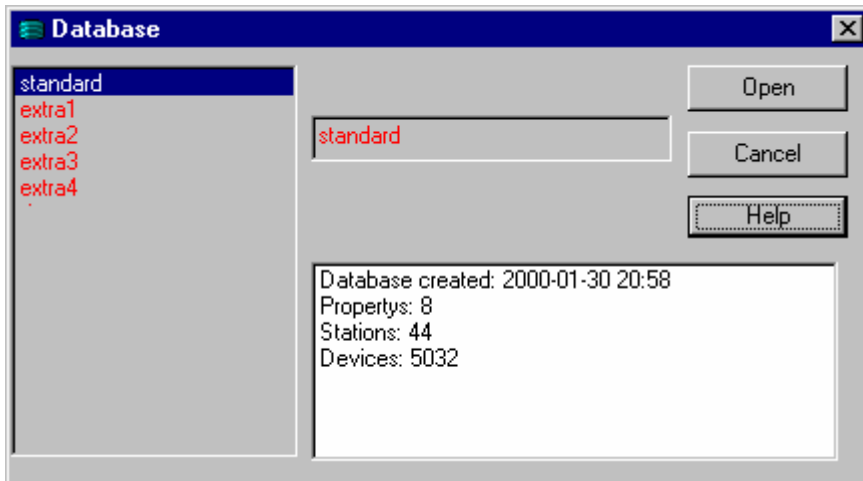 Database
standard
extra1
extra2
extra3
extra4
standard
Open
Cancel
Help
Database created: 2000-01-30 20:58
Propertys: 8
Stations: 44
Devices: 5032